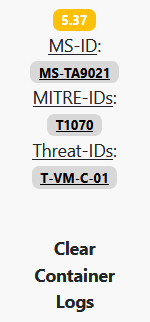 5.37
MS-ID:
MS-TA9021
MITRE-IDs:
T1070
Threat-IDs:
T-VM-C-01
Clear
Container
Logs